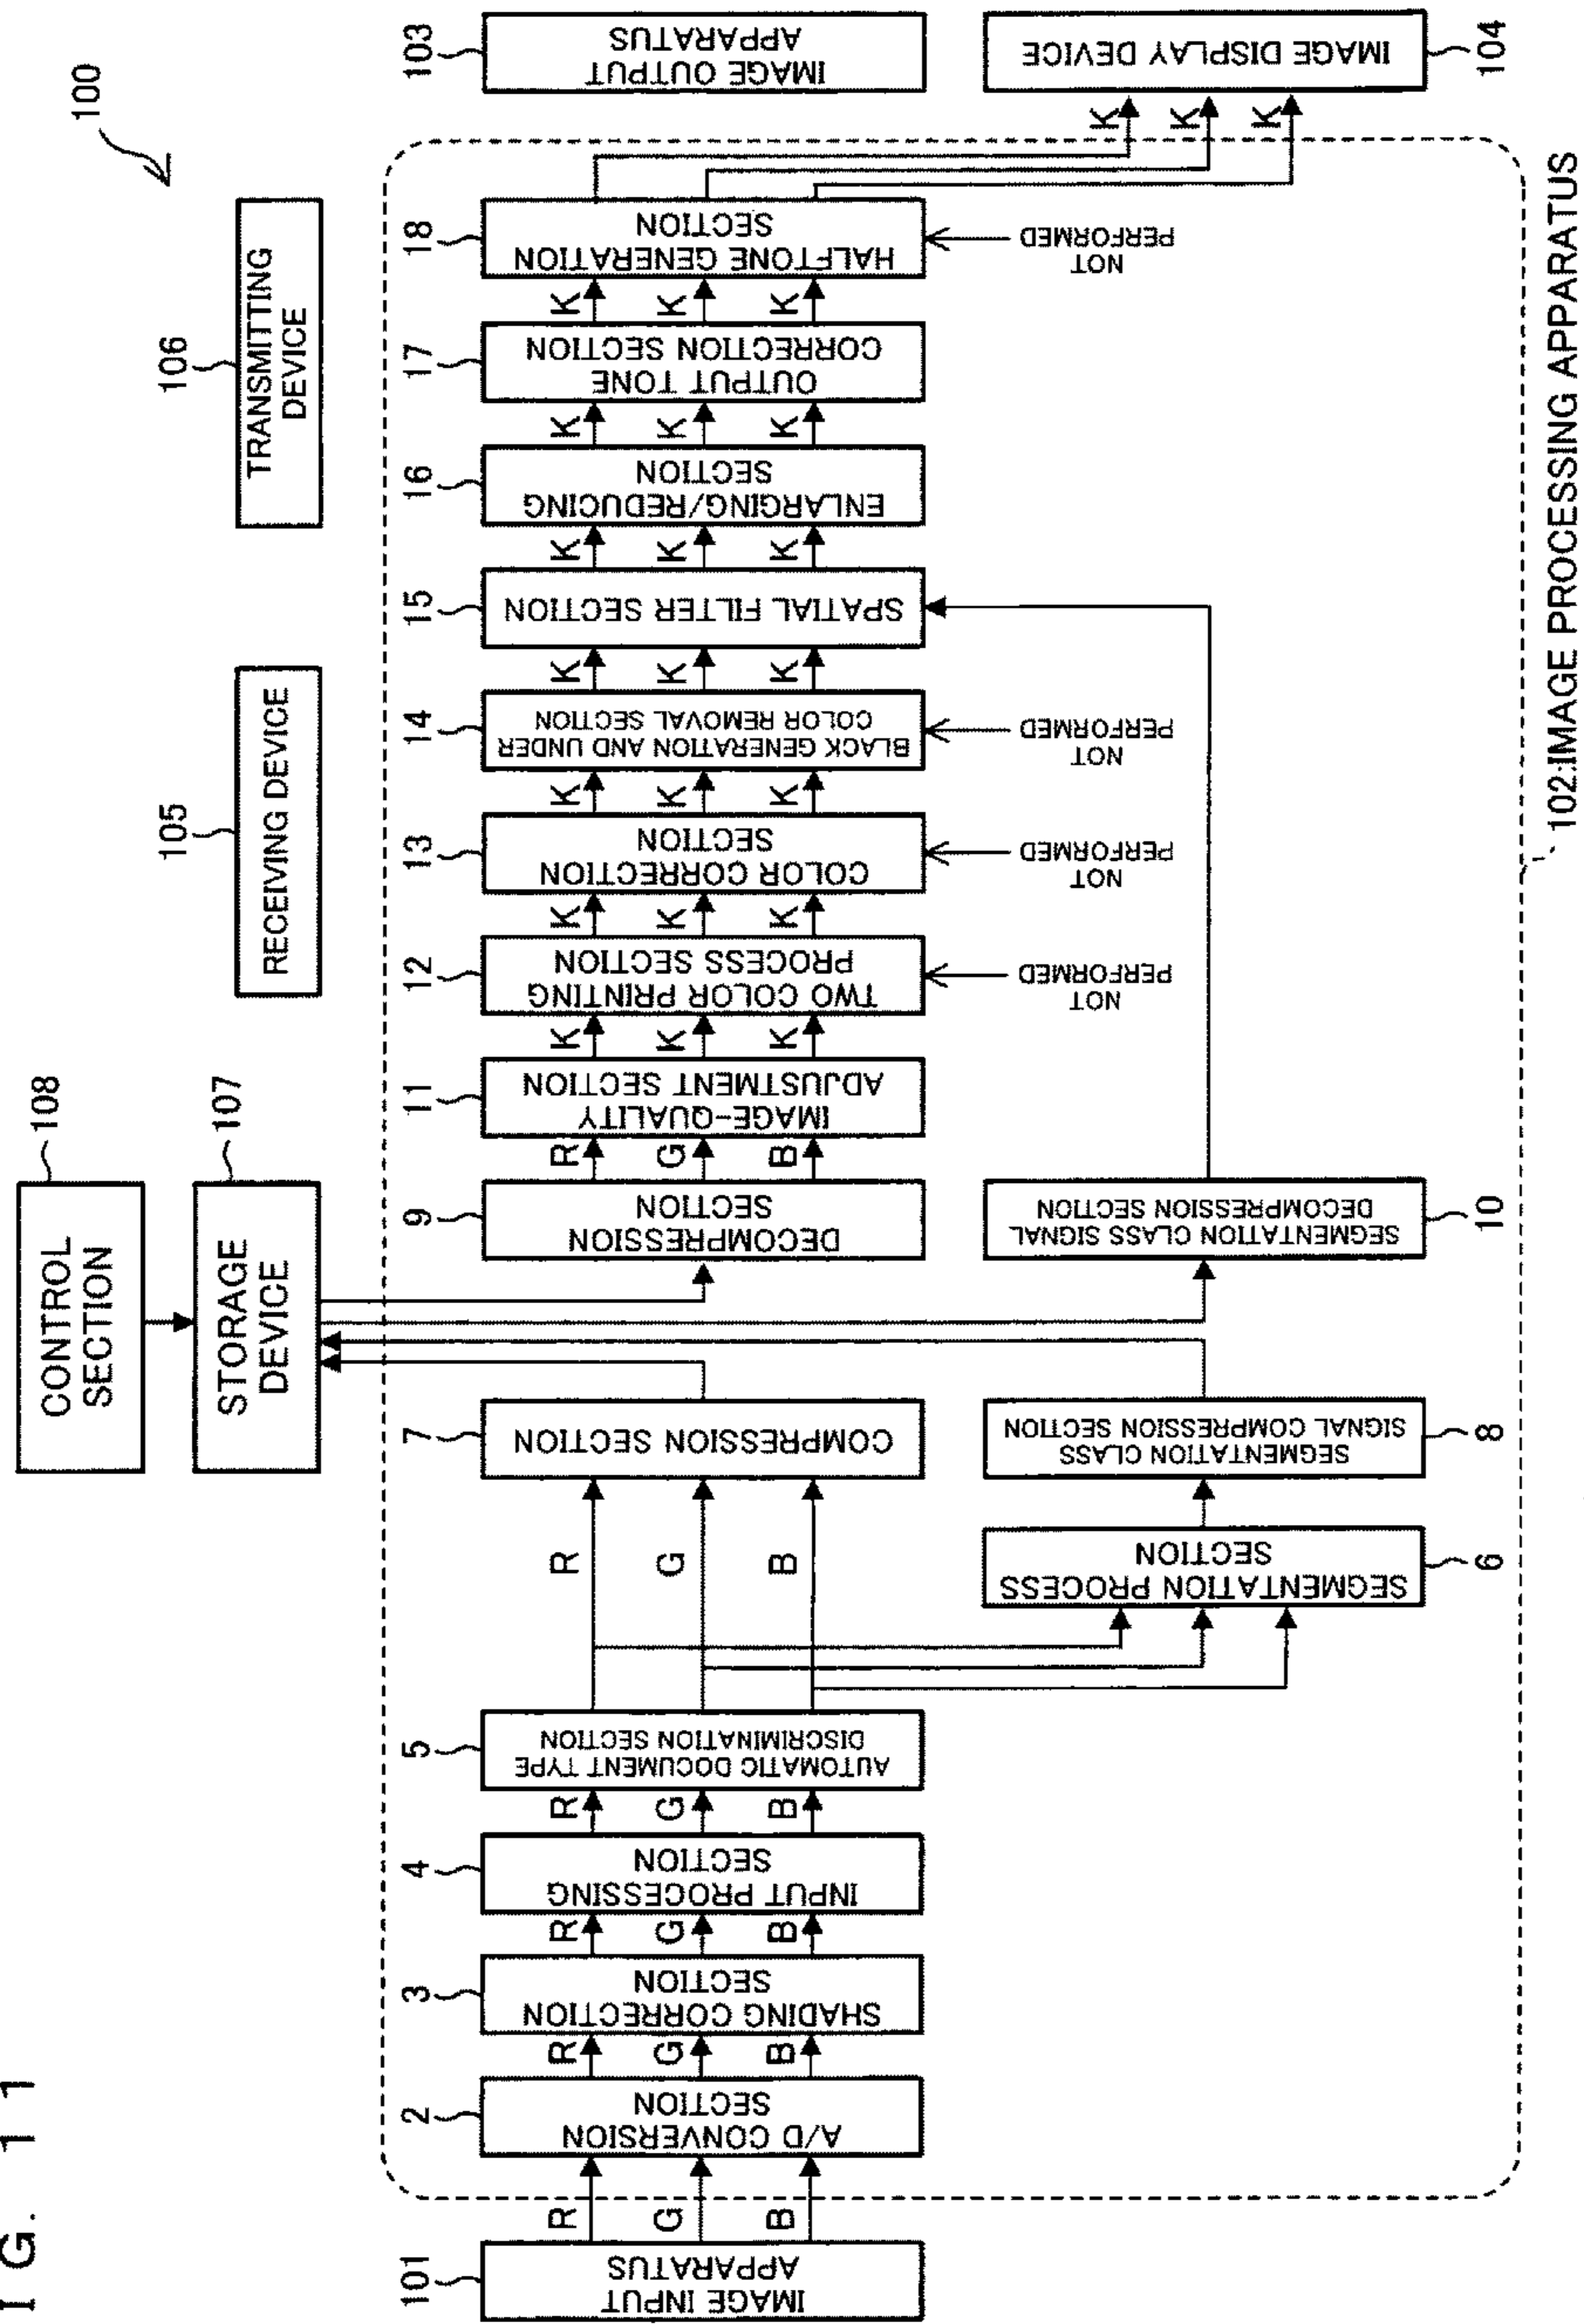 I G. 1 1
100
108
CONTROL
SECTION
107
STORAGE
DEVICE
105
RECEIVING DEVICE
106
TRANSMITTING
DEVICE
101
IMAGE INPUT
APPARATUS
R
G
B
2
A/D CONVERSION
SECTION
R
G
B
3
SHADING CORRECTION
SECTION
R
G
B
4
INPUT PROCESSING
SECTION
R
G
B
5
AUTOMATIC DOCUMENT TYPE
DISCRIMINATION SECTION
R
G
B
6
SEGMENTATION PROCESS
SECTION
7
COMPRESSION SECTION
8
SEGMENTATION CLASS
SIGNAL COMPRESSION SECTION
9
DECOMPRESSION
SECTION
10
SEGMENTATION CLASS SIGNAL
DECOMPRESSION SECTION
R
G
B
11
IMAGE-QUALITY
ADJUSTMENT SECTION
K
K
K
12
TWO COLOR PRINTING
PROCESS SECTION
NOT
PERFORMED
K
K
K
13
COLOR CORRECTION
SECTION
NOT
PERFORMED
K
K
K
14
BLACK GENERATION AND UNDER
COLOR REMOVAL SECTION
NOT
PERFORMED
K
K
K
15
SPATIAL FILTER SECTION
K
K
K
16
ENLARGING/REDUCING
SECTION
K
K
K
17
OUTPUT TONE
CORRECTION SECTION
K
K
K
18
HALFTONE GENERATION
SECTION
NOT
PERFORMED
K
K
K
103
IMAGE OUTPUT
APPARATUS
104
IMAGE DISPLAY DEVICE
102:IMAGE PROCESSING APPARATUS